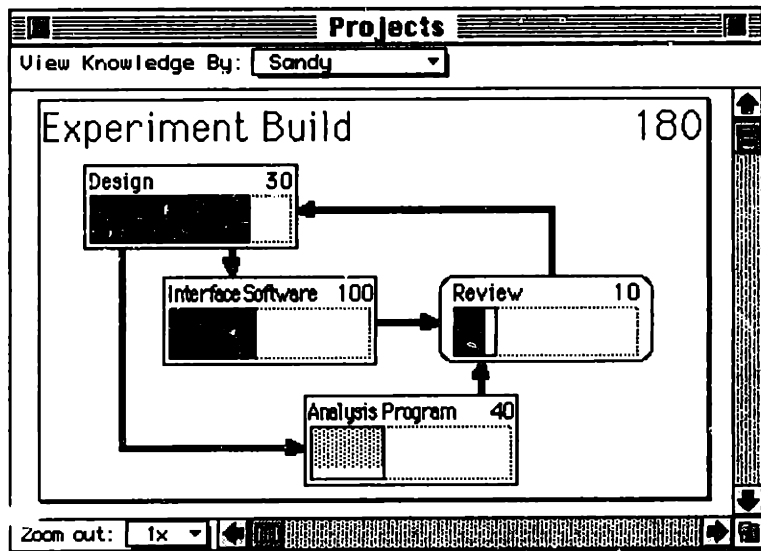 Projects
View Knowledge By: Sandy
Experiment Build 180
Design 30
Interface Software 100
Review 10
Analysis Program 40
Zoom out: 1x